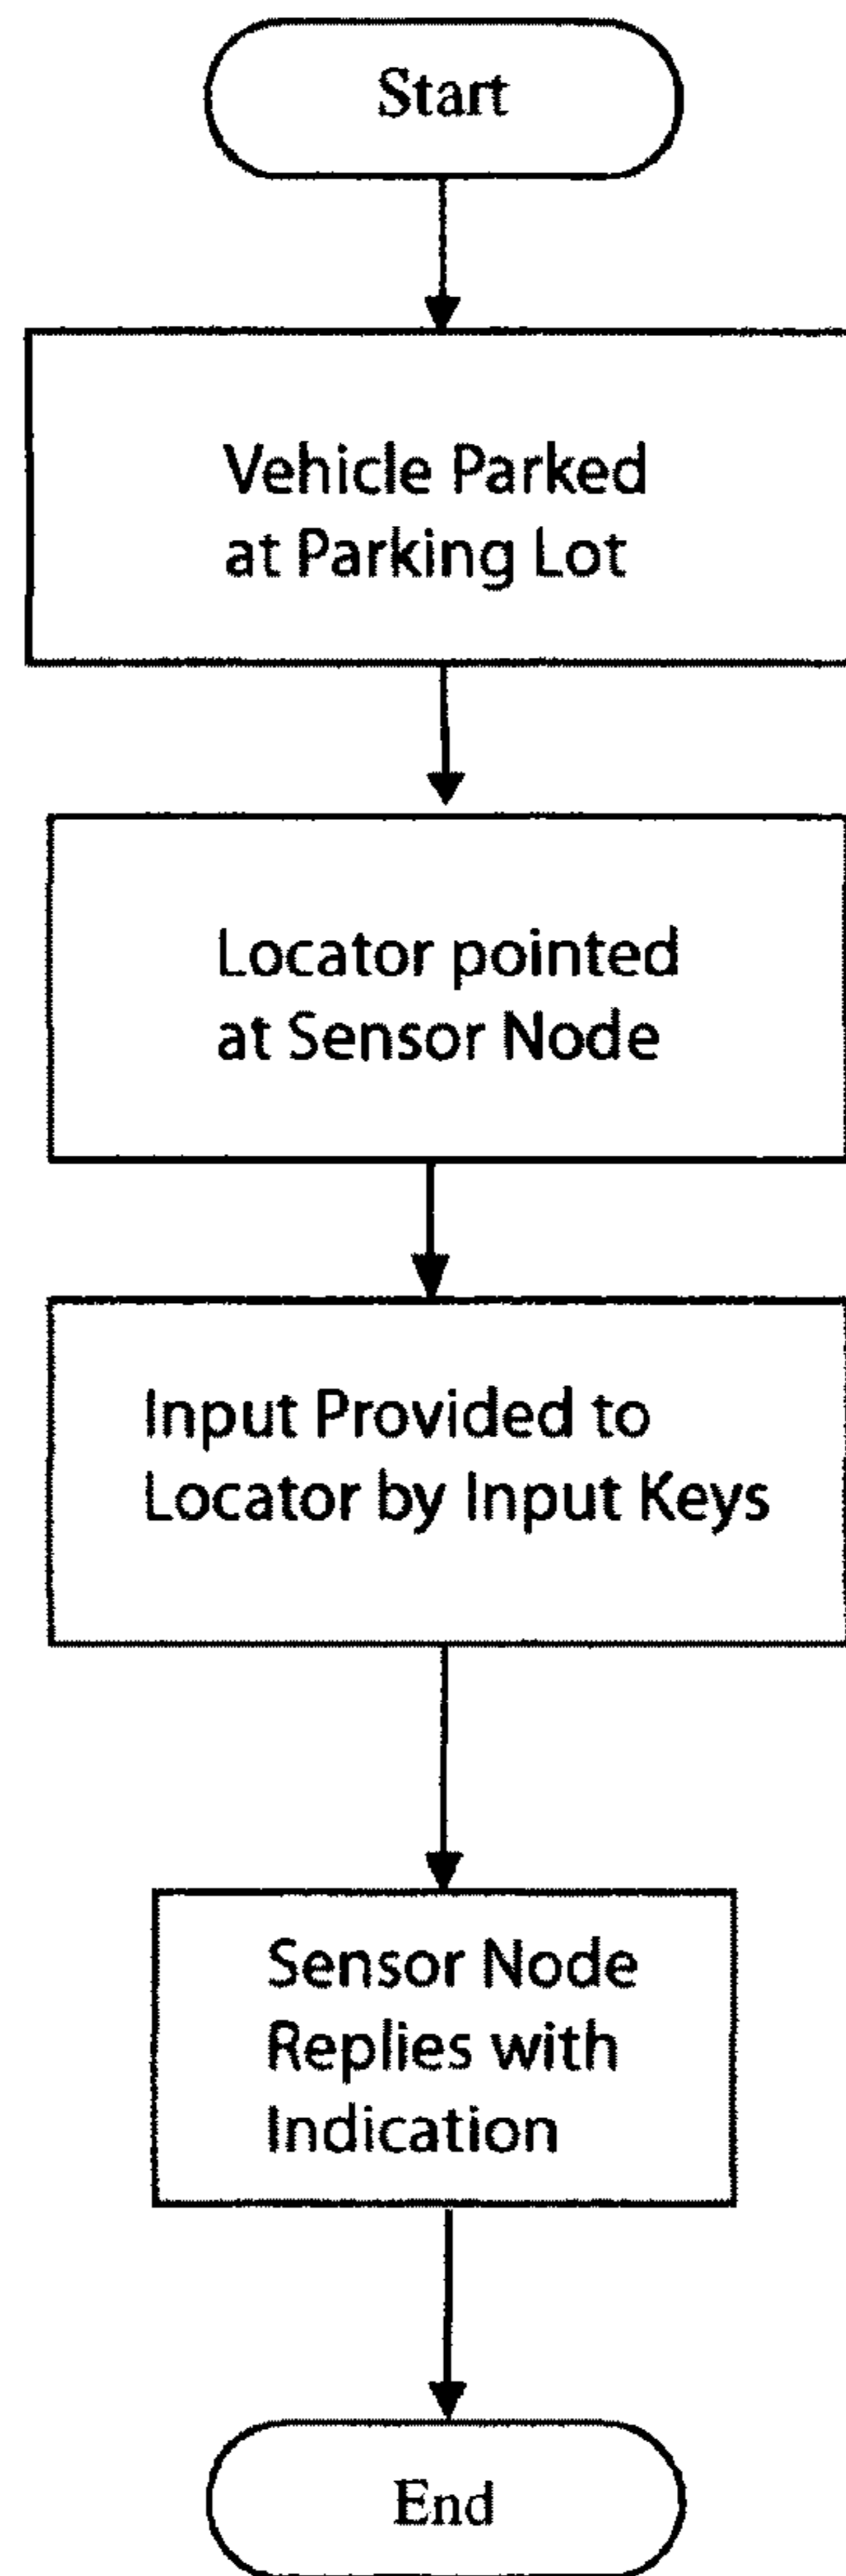 Start
Vehicle Parked
at Parking Lot
Locator pointed
at Sensor Node
Input Provided to
Locator by Input Keys
Sensor Node
Replies with
Indication
End